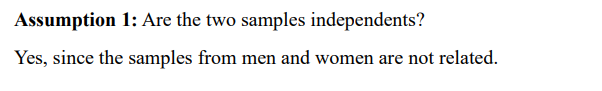 Assumption 1: Are the two samples independents?
Yes, since the samples from men and women are not related.